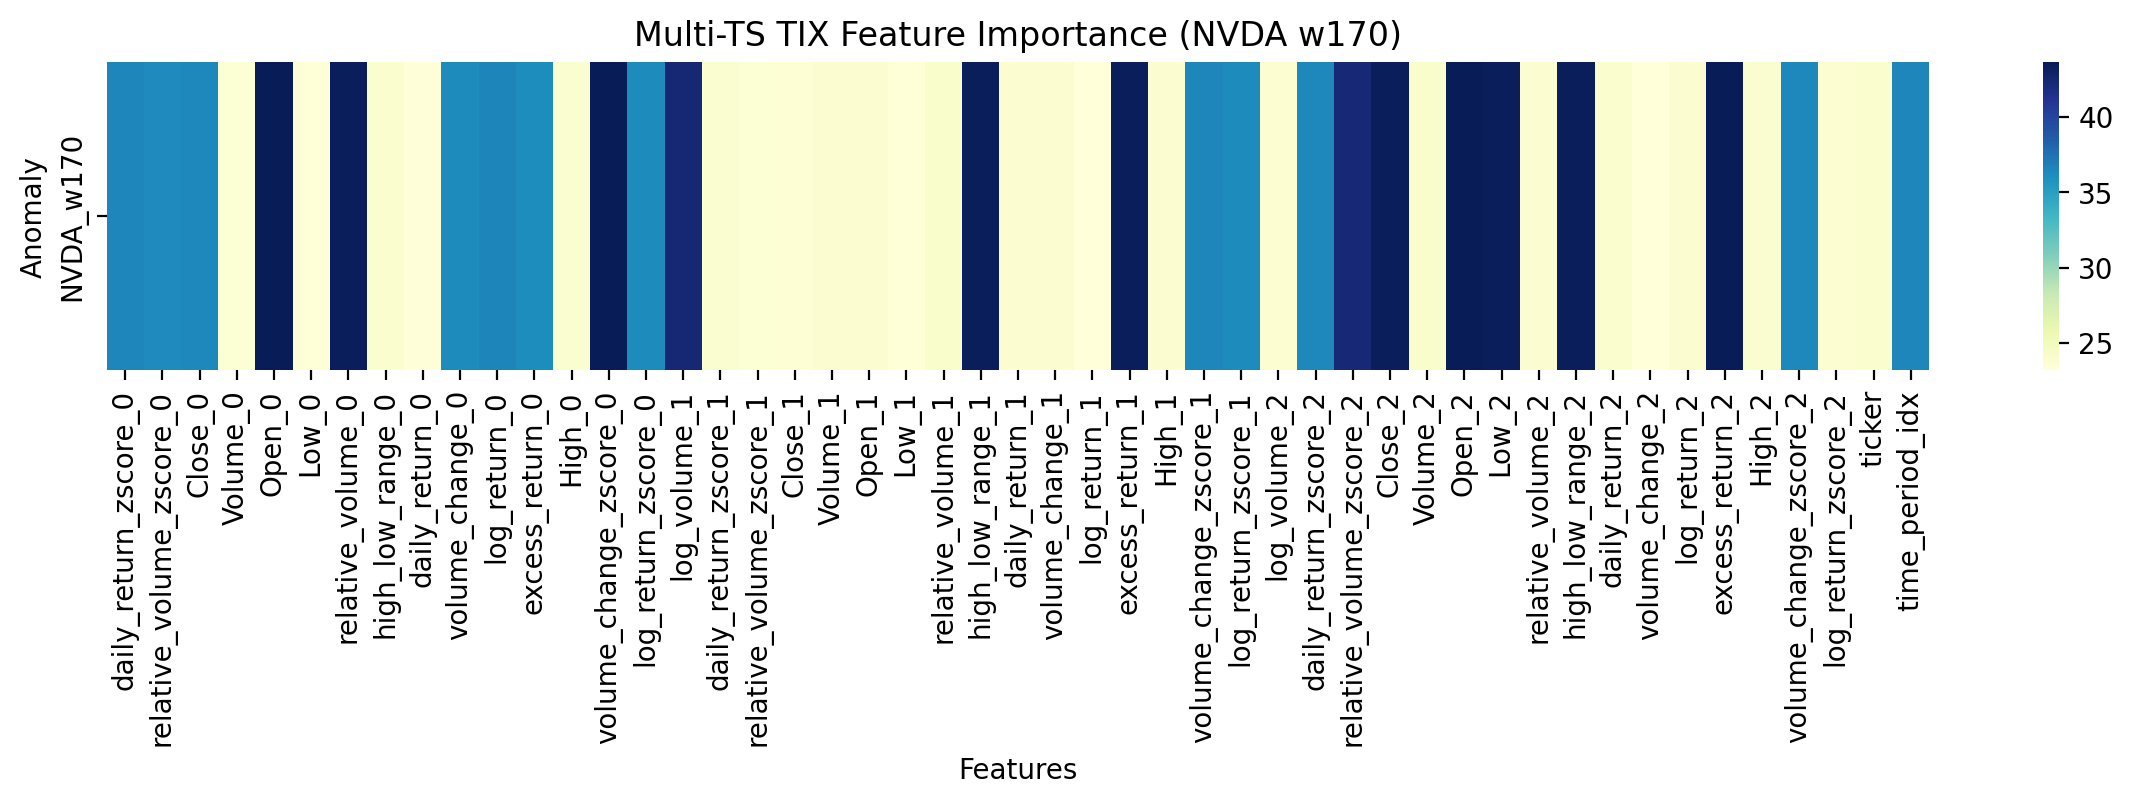 Multi-TS TIX Feature Importance (NVDA w170)
Anomaly
NVDA_w170
40
35
30
25
daily_return_zscore_0
relative_volume_zscore_0
Close_0
Volume_0
Open_0
Low_0
relative_volume_0
high_low_range_0
daily_return_0
volume_change_0
log_return_0
excess_return_0
High_0
volume_change_zscore_0
log_return_zscore_0
log_volume_1
daily_return_zscore_1
relative_volume_zscore_1
Close_1
Volume_1
Open_1
Low_1
relative_volume_1
high_low_range_1
daily_return_1
volume_change_1
log_return_1
excess_return_1
High_1
volume_change_zscore_1
log_return_zscore_1
log_volume_2
daily_return_zscore_2
relative_volume_zscore_2
Close_2
Volume_2
Open_2
Low_2
relative_volume_2
high_low_range_2
daily_return_2
volume_change_2
log_return_2
excess_return_2
High_2
volume_change_zscore_2
log_return_zscore_2
ticker
time_period_idx
Features